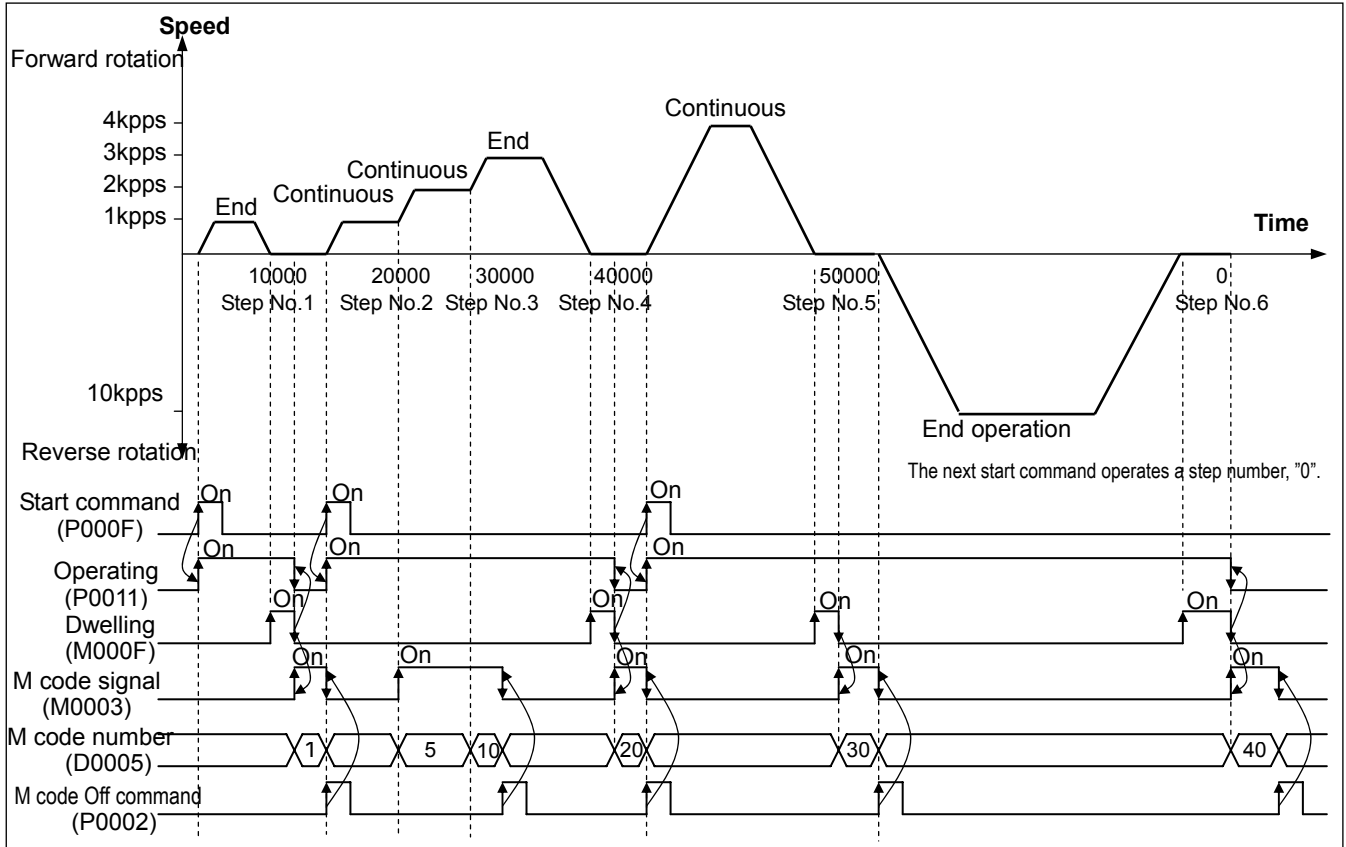 Speed
Forward rotation
4kpps
3kpps
2kpps
1kpps
End
Continuous
Continuous
End
Continuous
Time
10000
20000
30000
40000
50000
0
Step No.1
Step No.2
Step No.3
Step No.4
Step No.5
Step No.6
10kpps
End operation
Reverse rotation
The next start command operates a step number, ”0”.
Start command
(P000F)
On
On
On
Operating
(P0011)
On
On
On
Dwelling
(M000F)
On
On
On
On
M code signal
(M0003)
On
On
On
On
On
M code number
(D0005)
1
5
10
20
30
40
M code Off command
(P0002)